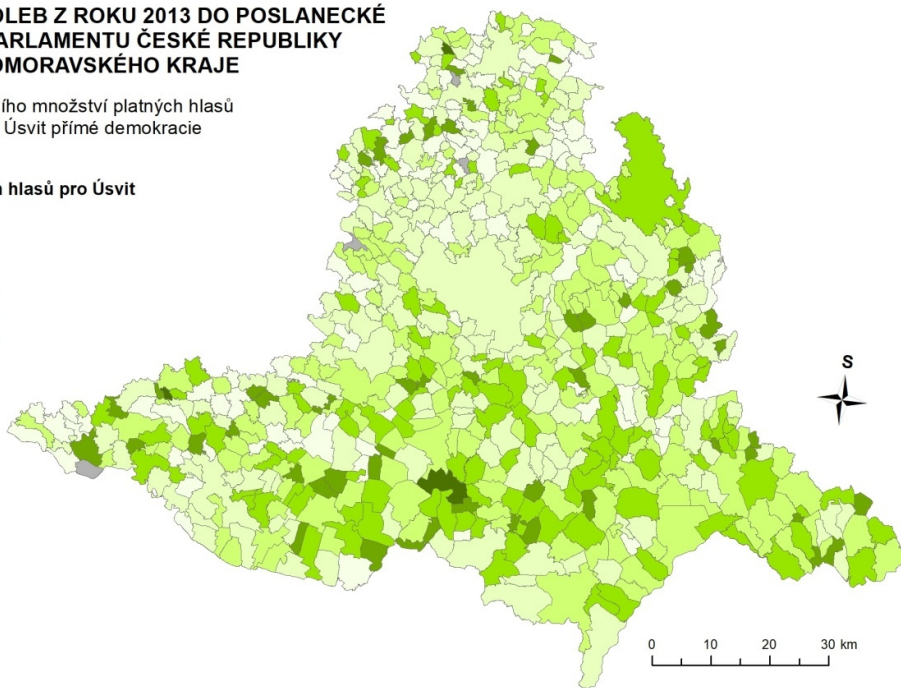 OLEB Z ROKU 2013 DO POSLANECKÉ
ARLAMENTU ČESKÉ REPUBLIKY
OMORAVSKÉHO KRAJE
ího množství platných hlasů
Úsvit přímé demokracie
hlasů pro Úsvit
S
0 10 20 30 km